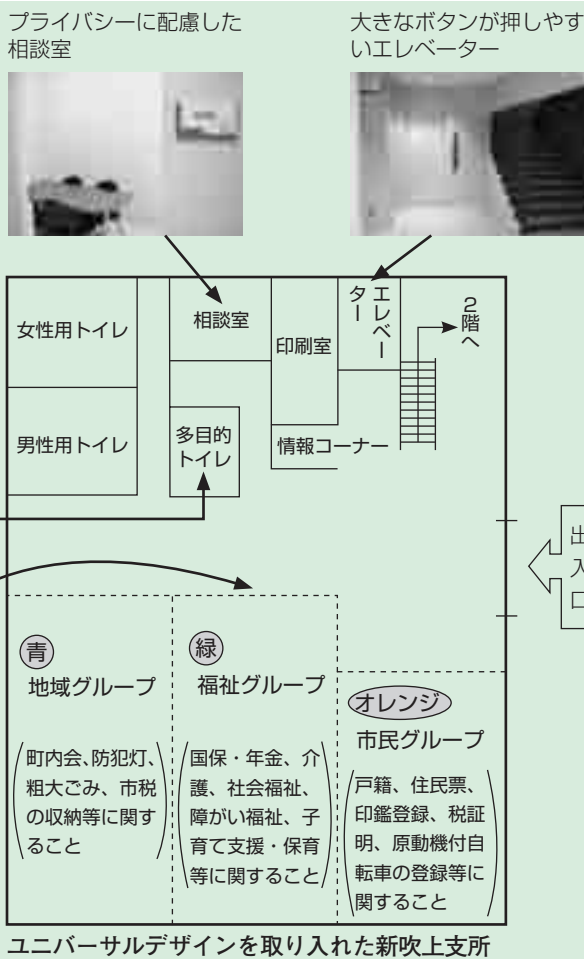 プライバシーに配慮した
相談室
大きなボタンが押しやす
いエレベーター
女性用トイレ
男性用トイレ
相談室
多目的
トイレ
印刷室
情報コーナー
エレベー
ター
2階へ
出入口
青
地域グループ
町内会、防犯灯、
粗大ごみ、市税
の収納等に関す
ること
緑
福祉グループ
国保・年金、介
護、社会福祉、
障がい福祉、子
育て支援・保育
等に関すること
オレンジ
市民グループ
戸籍、住民票、
印鑑登録、税証
明、原動機付自
転車の登録等に
関すること
ユニバーサルデザインを取り入れた新吹上支所